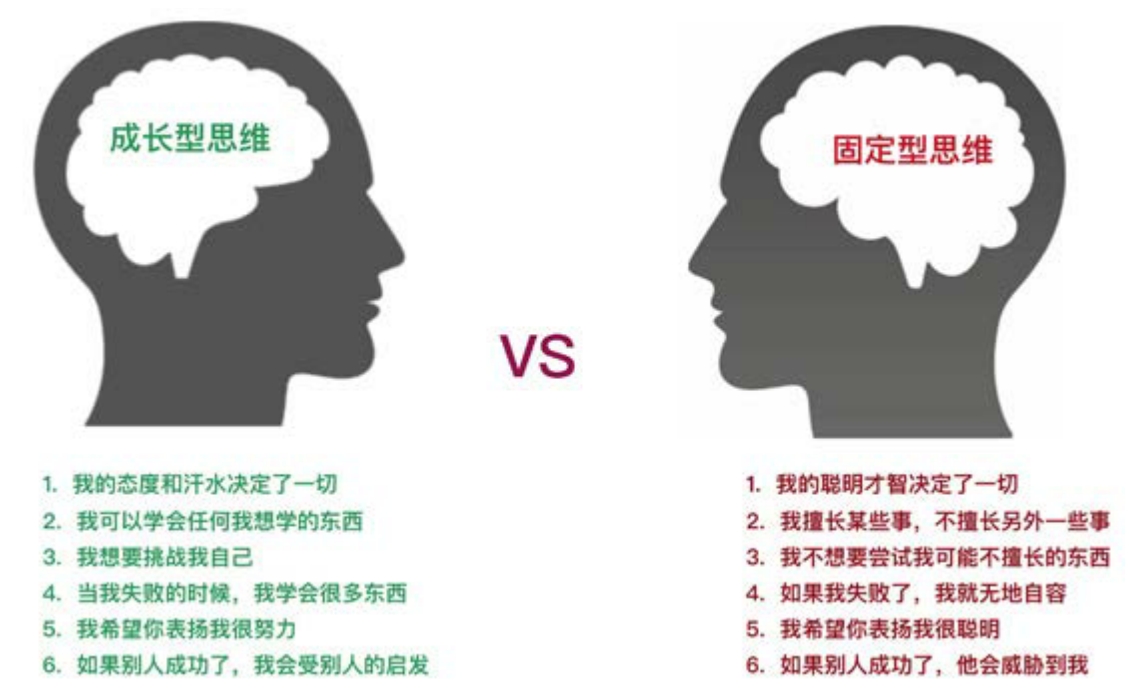 成长型思维
固定型思维
VS
1. 我的态度和汗水决定了一切
2. 我可以学会任何我想学的东西
3. 我想要挑战我自己
4. 当我失败的时候，我学会很多东西
5. 我希望你表扬我很努力
6. 如果别人成功了，我会受别人的启发
1. 我的聪明才智决定了一切
2. 我擅长某些事，不擅长另外一些事
3. 我不想要尝试我可能不擅长的东西
4. 如果我失败了，我就无地自容
5. 我希望你表扬我很聪明
6. 如果别人成功了，他会威胁到我